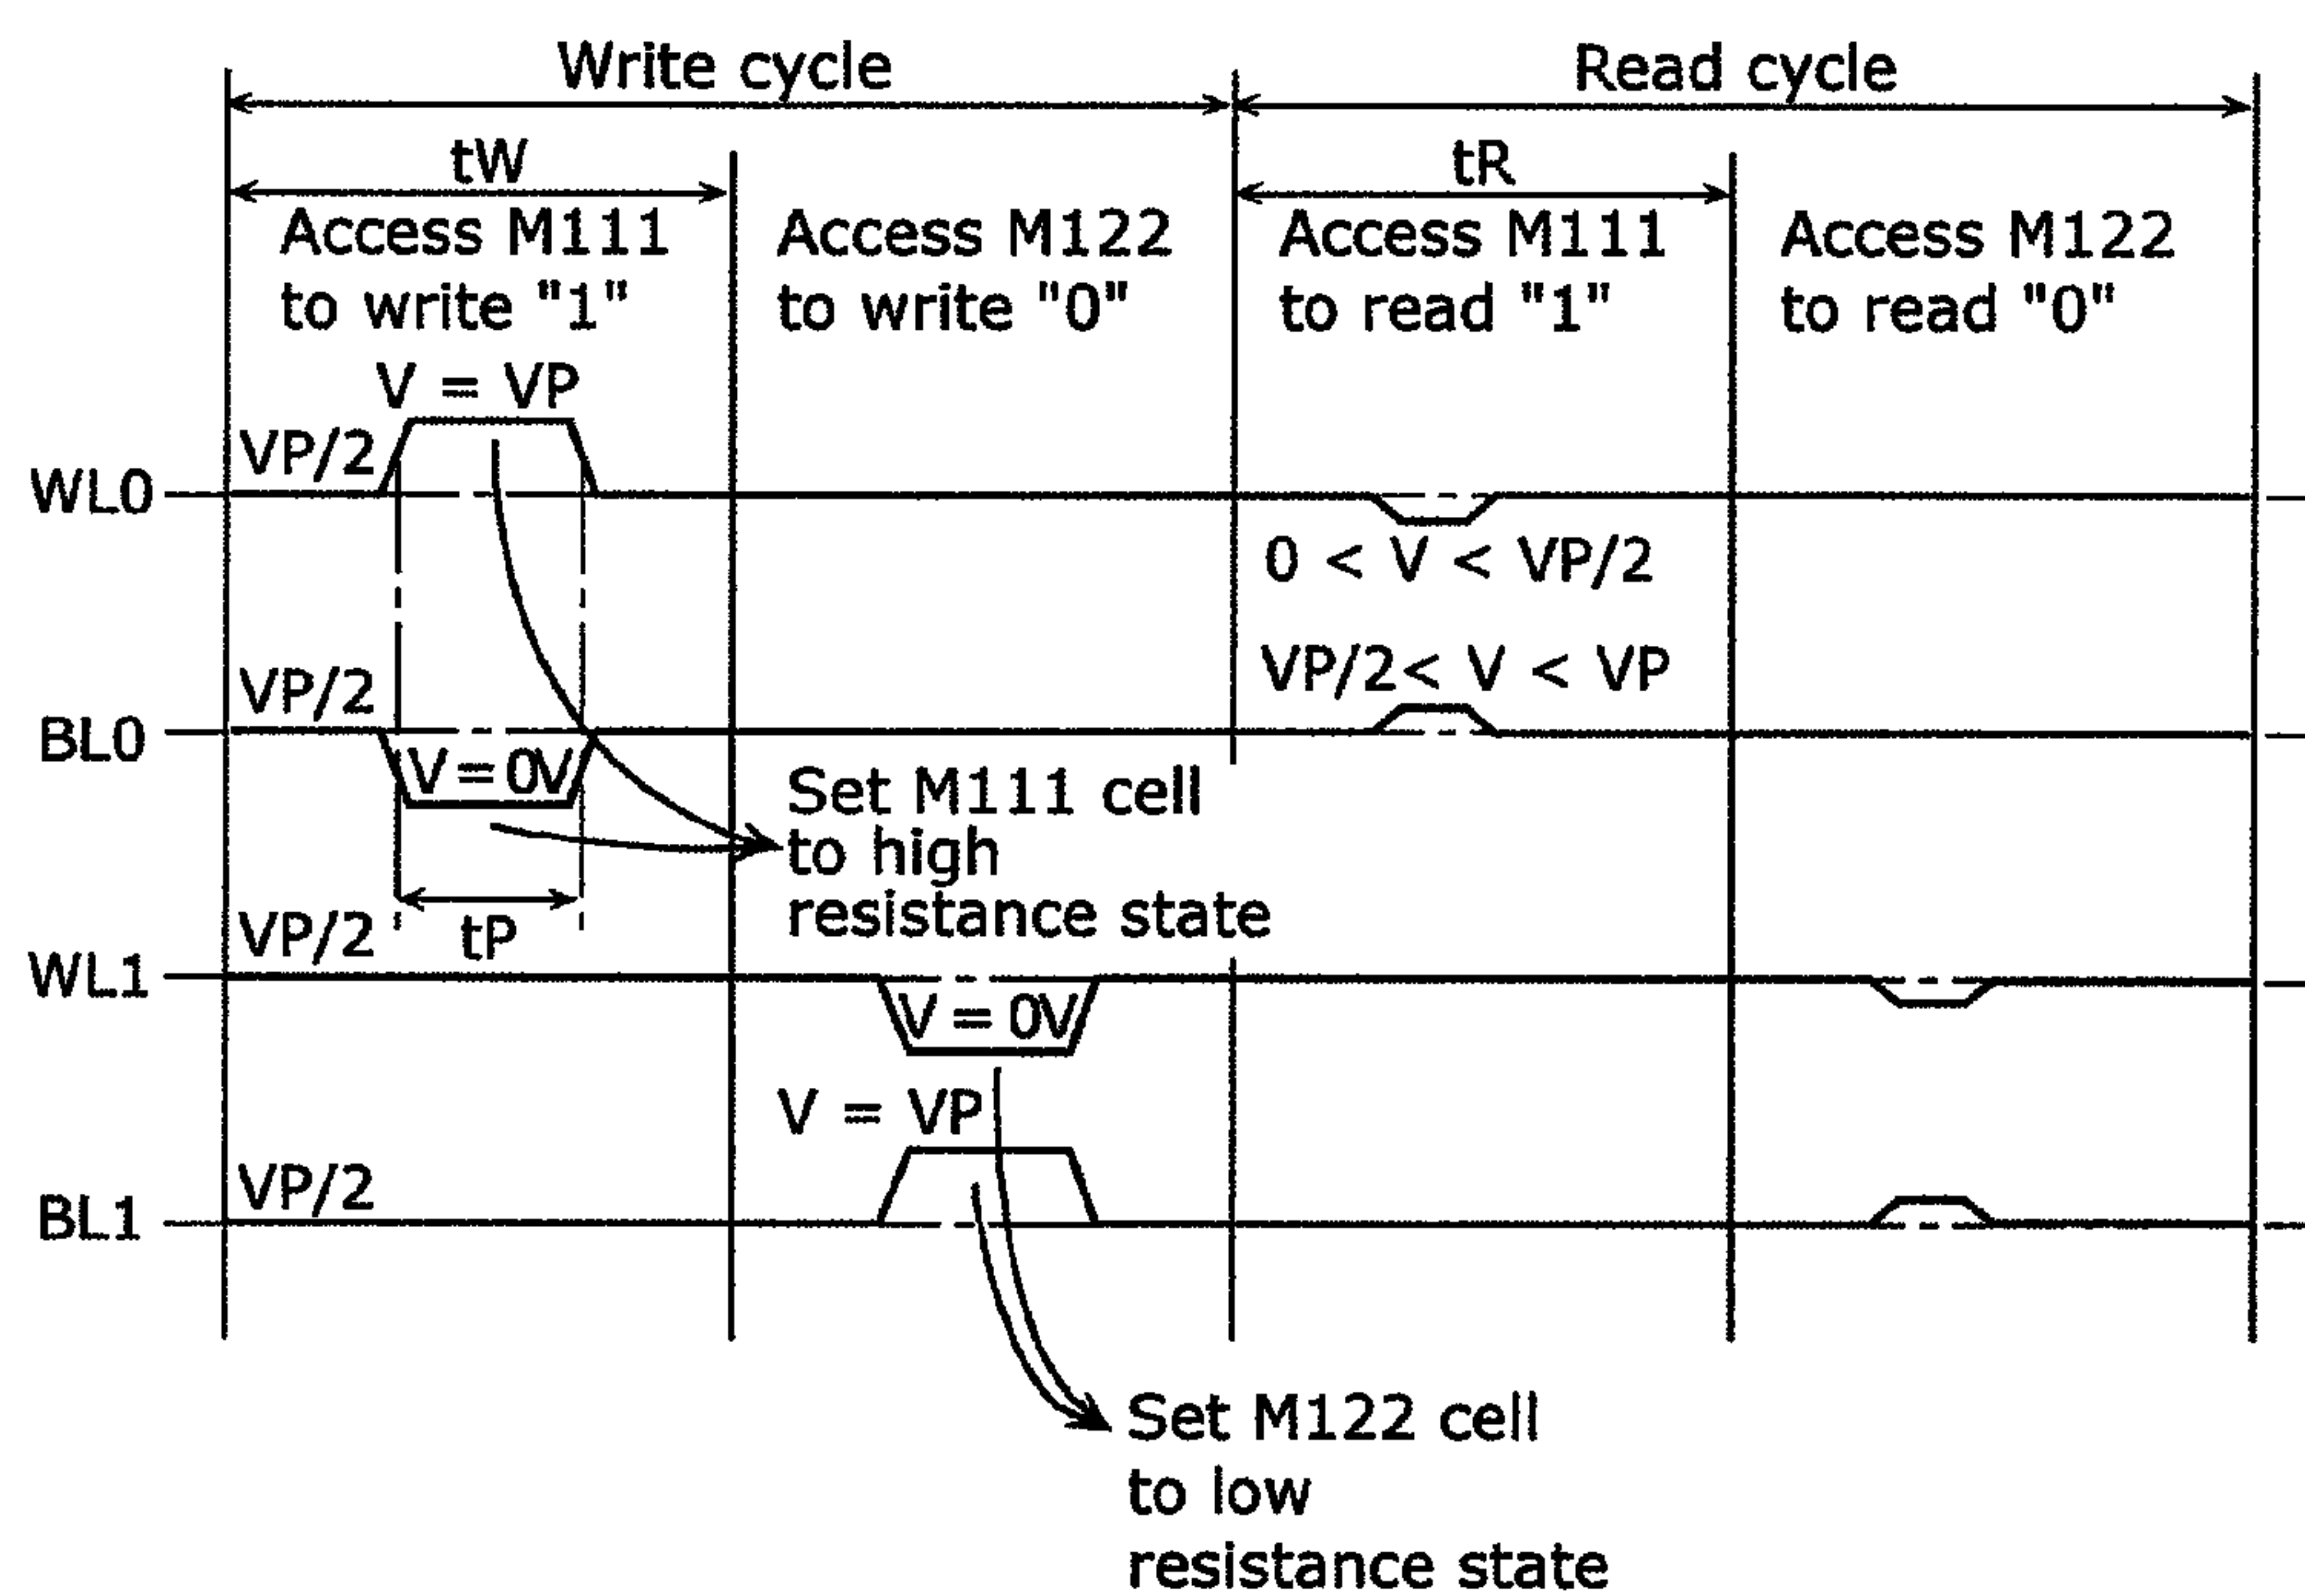 Write cycle
Read cycle
tW
tR
Access M111
to write "1"
Access M122
to write "0"
Access M111
to read "1"
Access M122
to read "0"
V = VP
VP/2
WL0
0 < V < VP/2
VP/2< V < VP
VP/2
BL0
V=0V
Set M111 cell
to high
resistance state
tP
VP/2
WL1
V=0V
V = VP
VP/2
BL1
Set M122 cell
to low
resistance state